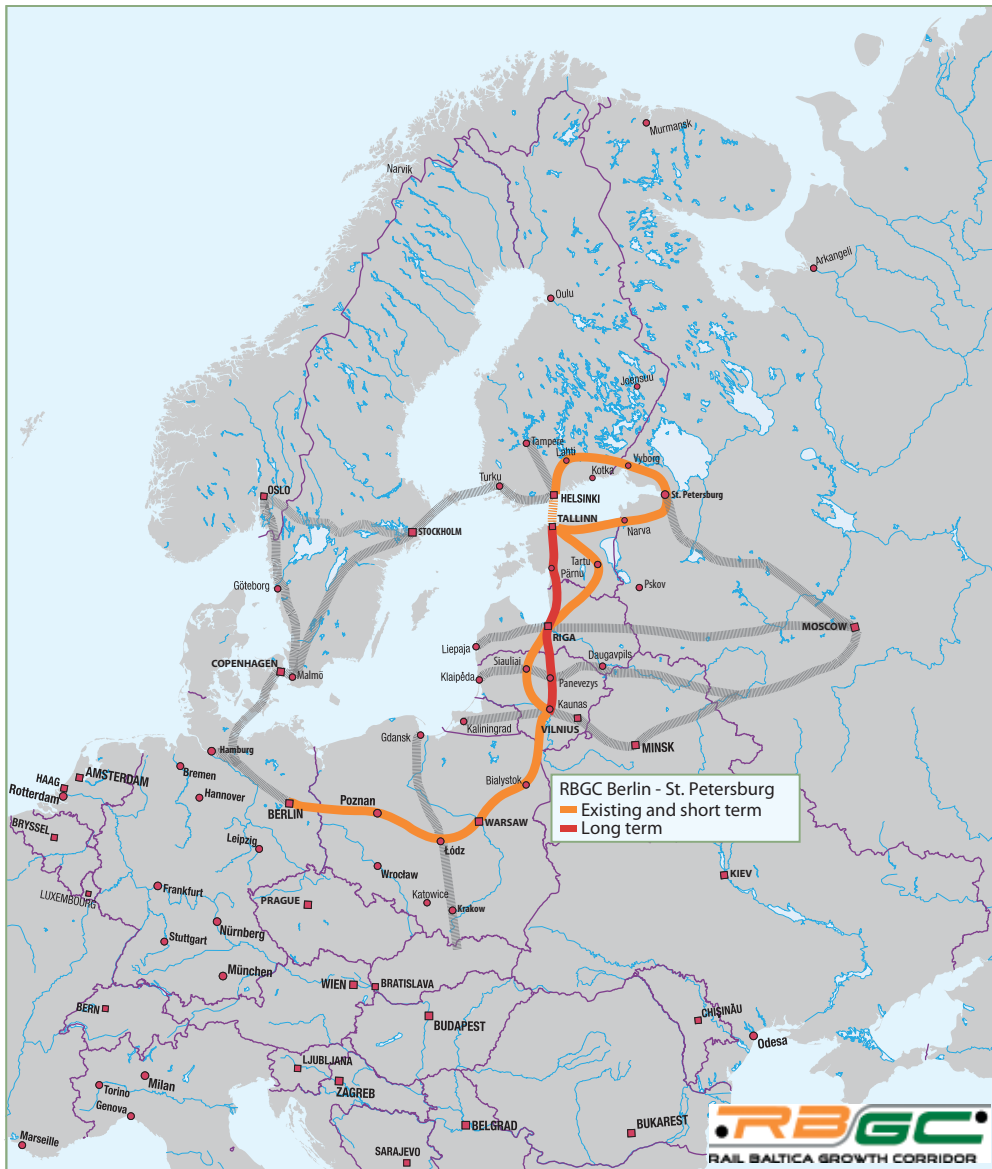 Murmansk
Narvik
Arkangeli
Oulu
Joensuu
Tampere
Lahti
Vyborg
Kotka
Turku
OSLO
HELSINKI
St. Petersburg
TALLINN
STOCKHOLM
Narva
Tartu
Pärnu
Göteborg
Pskov
MOSCOW
RIGA
Liepaja
COPENHAGEN
Siauliai
Daugavpils
Malmö
Klaipėda
Panevezys
Kaunas
Kaliningrad
VILNIUS
Gdansk
Hamburg
MINSK
HAAG
AMSTERDAM
Bremen
Bialystok
Rotterdam
Hannover
Poznan
BERLIN
RBGC Berlin - St. Petersburg
Existing and short term
Long term
BRYSSEL
WARSAW
Leipzig
Łódz
Wrocław
KIEV
LUXEMBOURG
Frankfurt
PRAGUE
Katowice
Krakow
Nürnberg
Stuttgart
München
WIEN
BRATISLAVA
BERN
BUDAPEST
CHIŞINĂU
Odesa
LJUBLJANA
ZAGREB
Milan
Torino
Genova
BELGRAD
BUKAREST
Marseille
SARAJEVO
RBGC
RAIL BALTICA GROWTH CORRIDOR